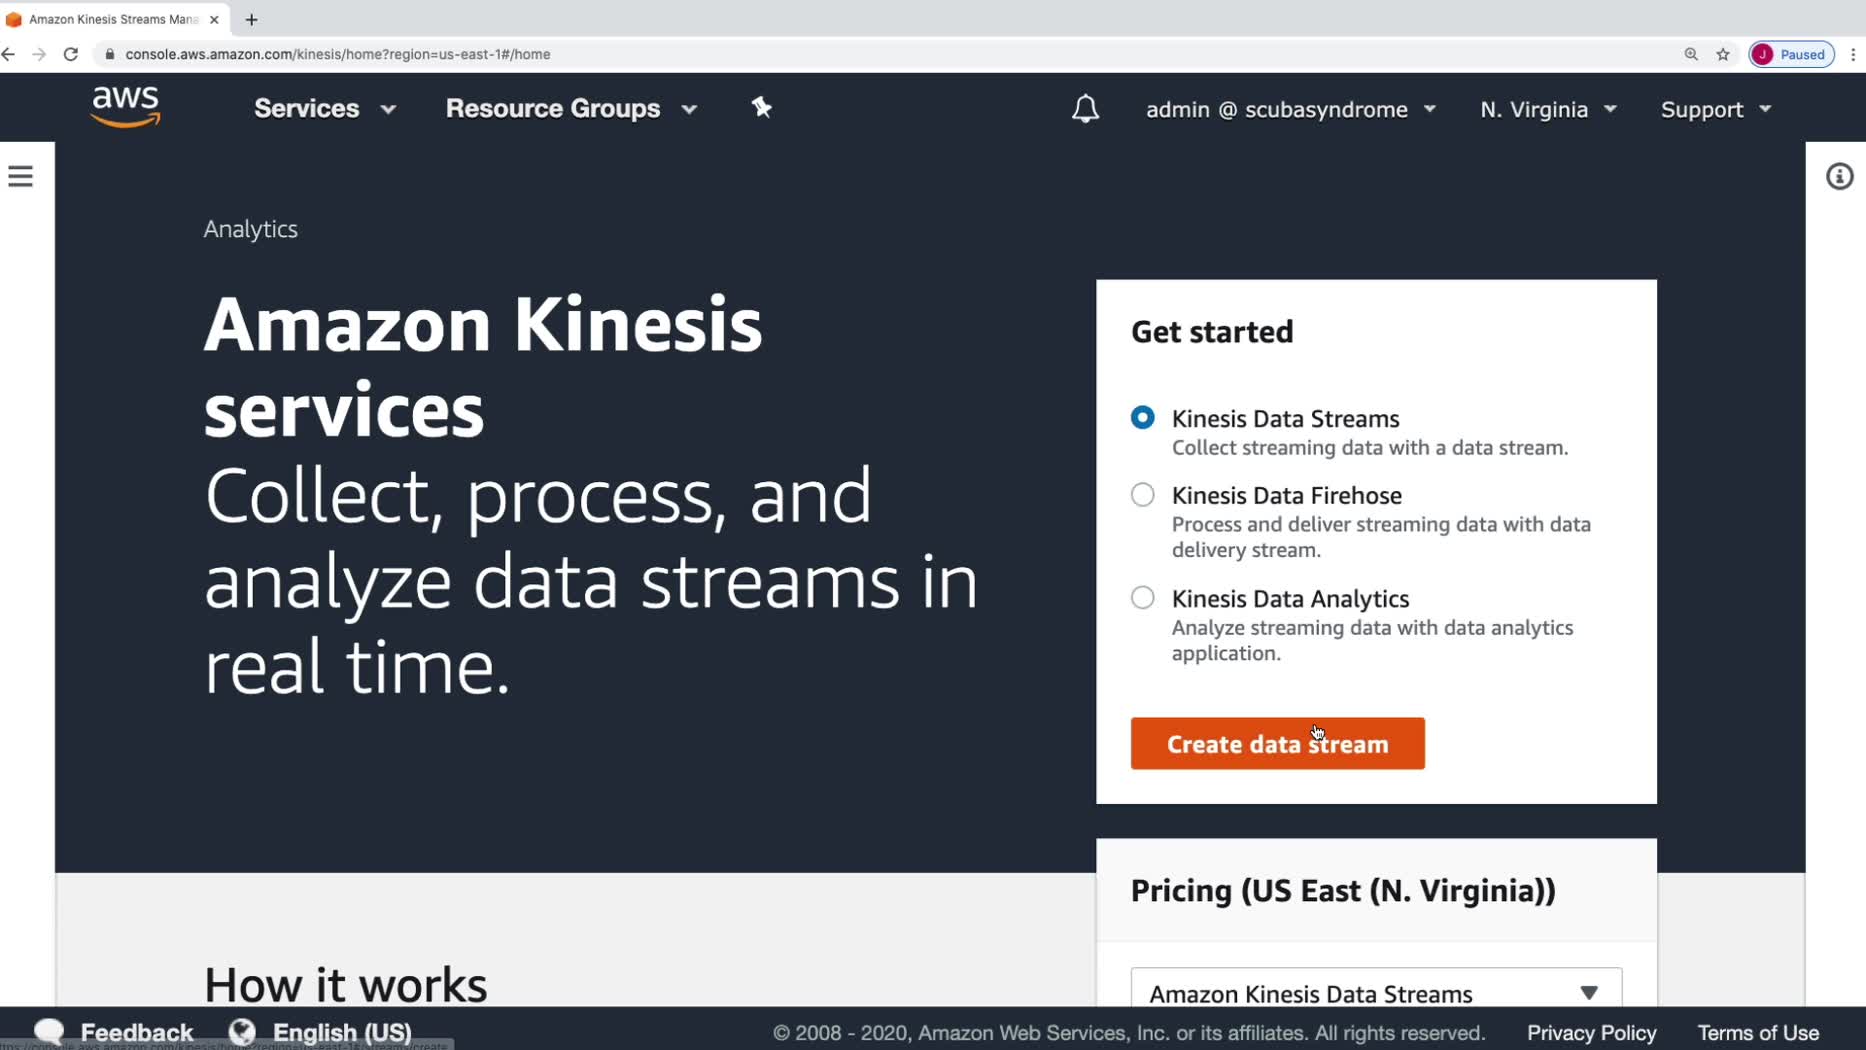 Amazon Kinesis Streams Mana
console.aws.amazon.com/kinesis/home?region=us-east-1#/home
J Paused
aws
Services
Resource Groups
admin @ scubasyndrome
N. Virginia
Support
Analytics
Amazon Kinesis
services
Collect, process, and
analyze data streams in
real time.
Get started
Kinesis Data Streams
Collect streaming data with a data stream.
Kinesis Data Firehose
Process and deliver streaming data with data
delivery stream.
Kinesis Data Analytics
Analyze streaming data with data analytics
application.
Create data stream
Pricing (US East (N. Virginia))
Amazon Kinesis Data Streams
How it works
Feedback
English (US)
© 2008 - 2020, Amazon Web Services, Inc. or its affiliates. All rights reserved.
Privacy Policy
Terms of Use